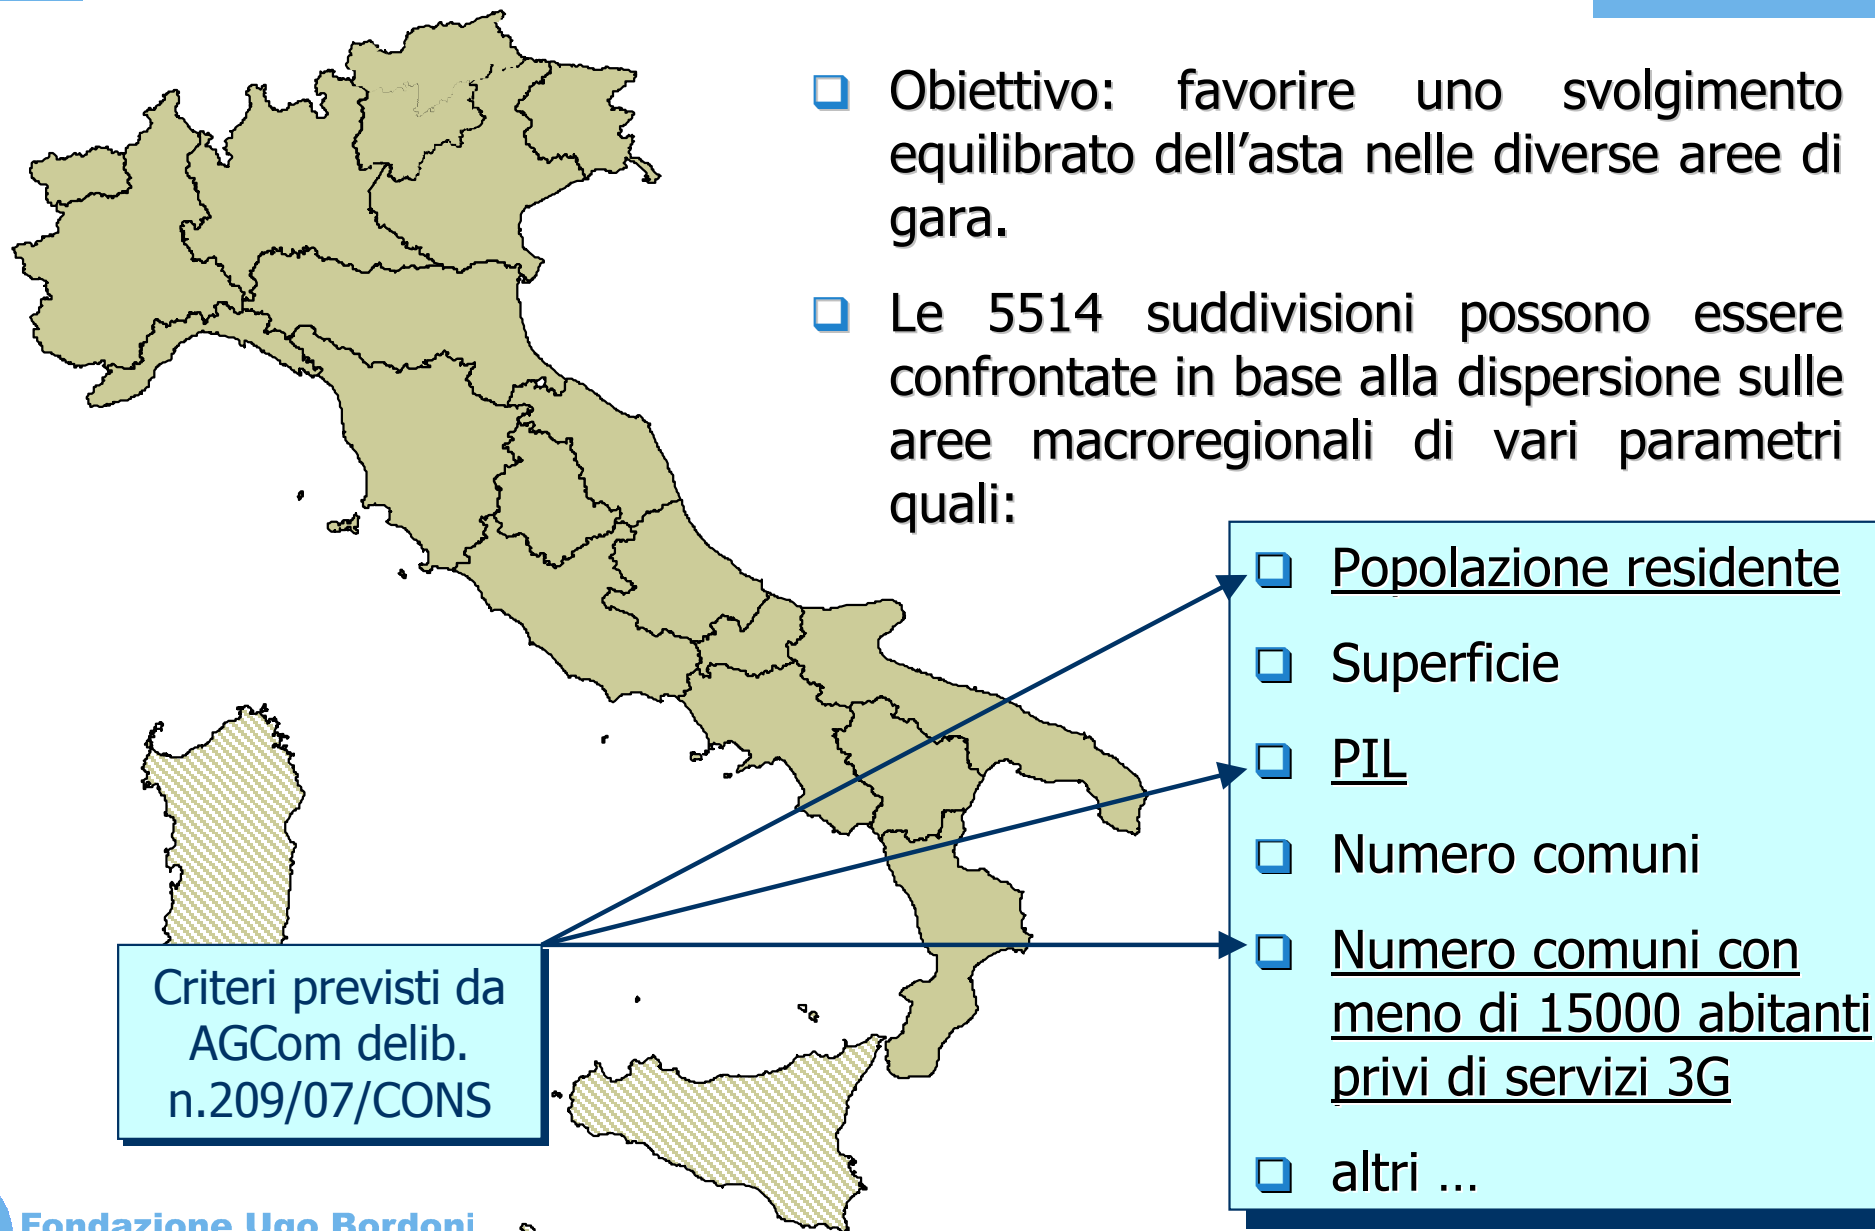 Obiettivo: favorire uno svolgimento
equilibrato dell’asta nelle diverse aree di
gara.
Le 5514 suddivisioni possono essere
confrontate in base alla dispersione sulle
aree macroregionali di vari parametri
quali:
Popolazione residente
Superficie
PIL
Numero comuni
Numero comuni con
meno di 15000 abitanti
privi di servizi 3G
altri ...
Criteri previsti da
AGCom delib.
n.209/07/CONS
Fondazione Ugo Bordoni